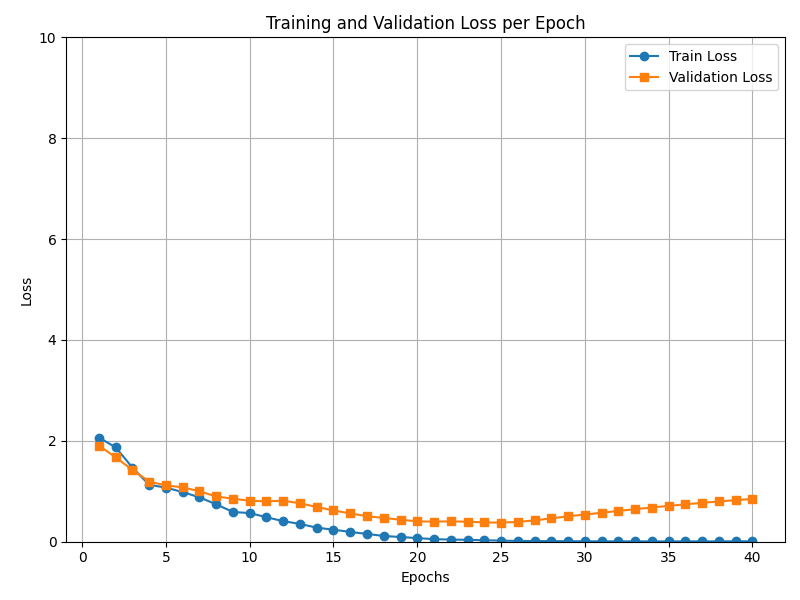 Training and Validation Loss per Epoch
Train Loss
Validation Loss
Loss
10
8
6
4
2
0
0 5 10 15 20 25 30 35 40
Epochs